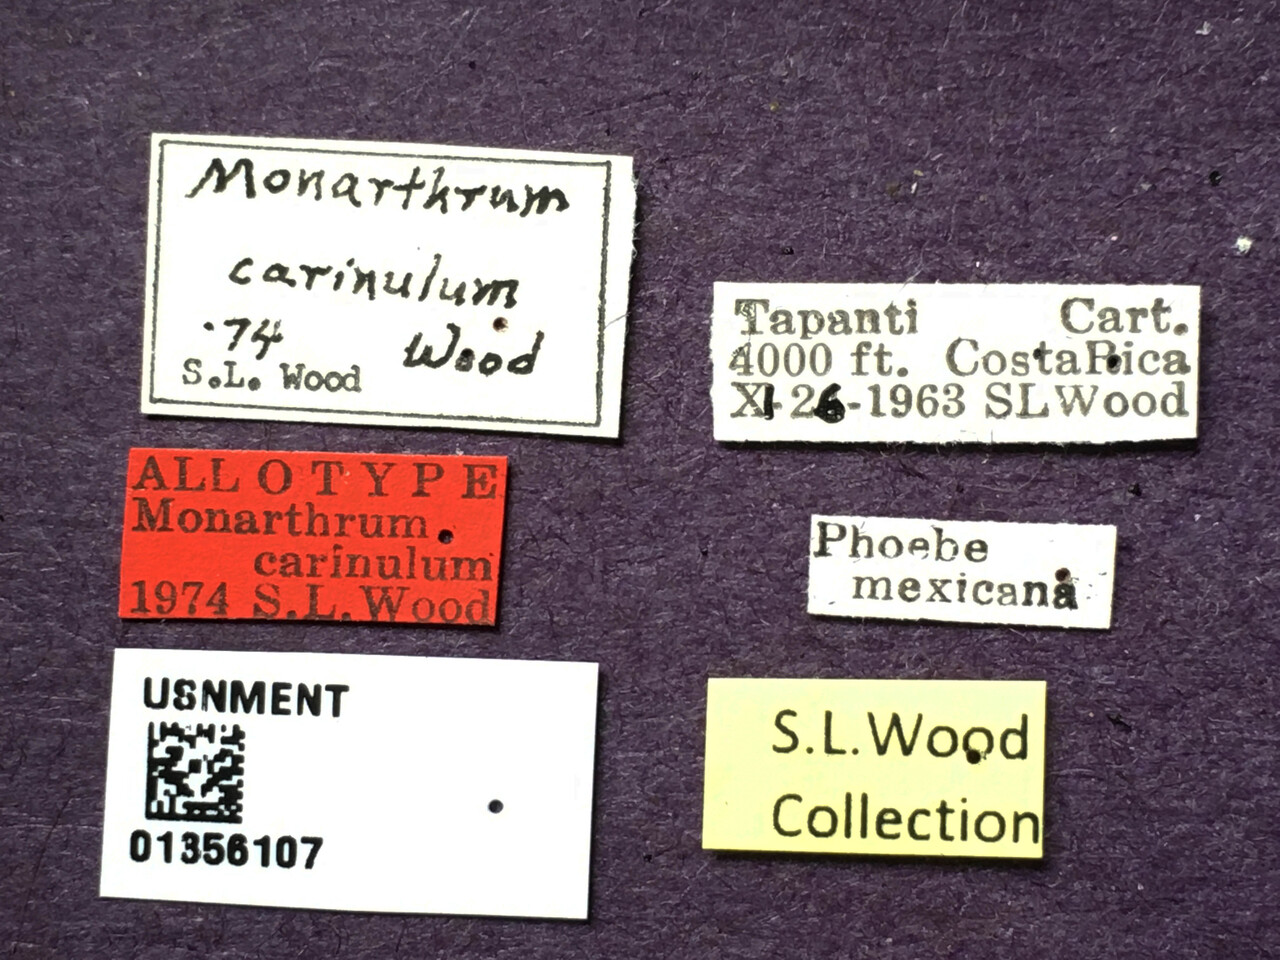 Monarthrum
carinulum
'74 Wood
S.L. Wood
Tapanti Cart.
4000 ft. CostaRica
XI-26-1963 SLWood
ALLOTYPE
Monarthrum
carinulum
1974 S.L.Wood
Phoebe
mexicana
USNMENT
01356107
S.L.Wood
Collection